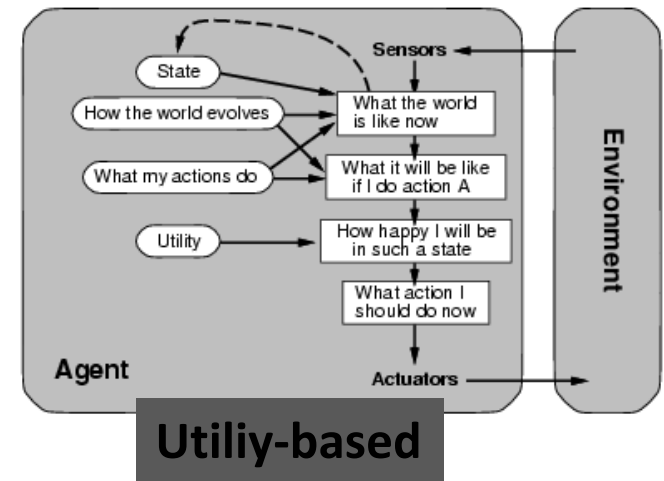 Sensors
State
How the world evolves
What the world
is like now
What my actions do
What it will be like
if I do action A
Utility
How happy I will be
in such a state
What action I
should do now
Agent
Actuators
Environment
Utiliy-based